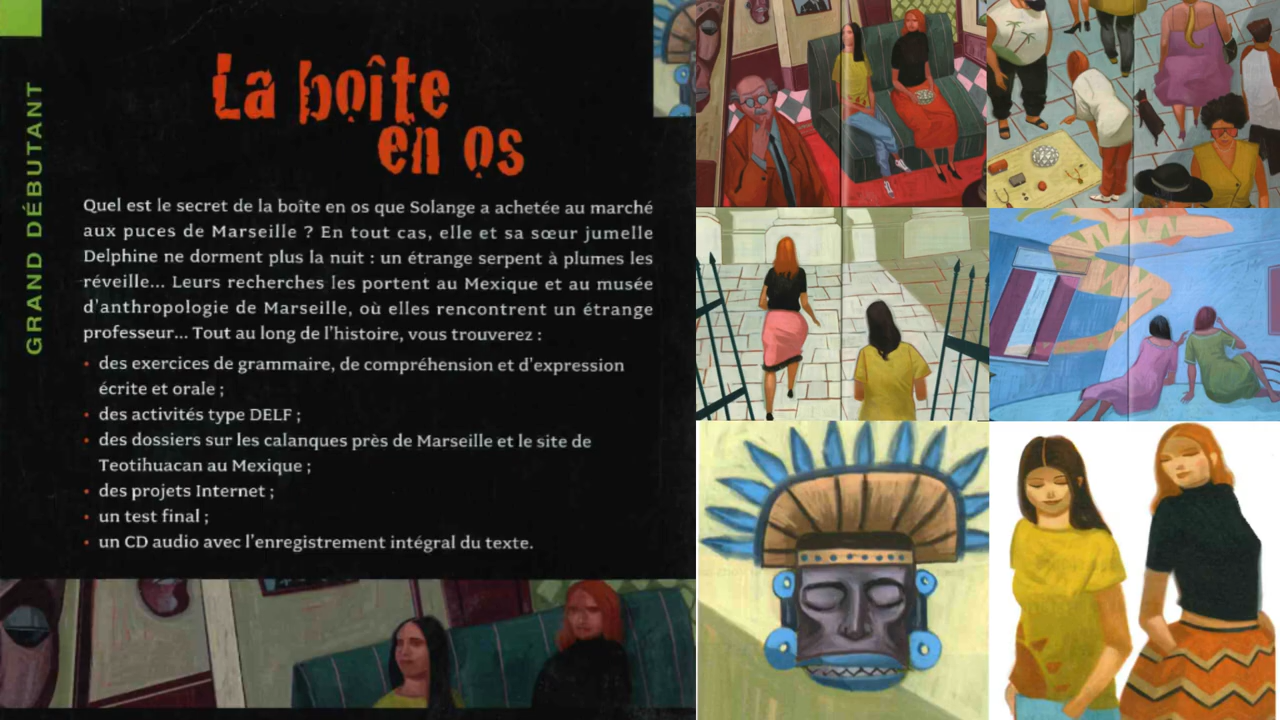 GRAND DÉBUTANT
La boîte
en os
Quel est le secret de la boîte en os que Solange a achetée au marché
aux puces de Marseille ? En tout cas, elle et sa sœur jumelle
Delphine ne dorment plus la nuit : un étrange serpent à plumes les
réveille... Leurs recherches les portent au Mexique et au musée
d'anthropologie de Marseille, où elles rencontrent un étrange
professeur... Tout au long de l'histoire, vous trouverez :
• des exercices de grammaire, de compréhension et d'expression
écrite et orale ;
• des activités type DELF ;
• des dossiers sur les calanques près de Marseille et le site de
Teotihuacan au Mexique ;
• des projets Internet ;
• un test final ;
• un CD audio avec l'enregistrement intégral du texte.